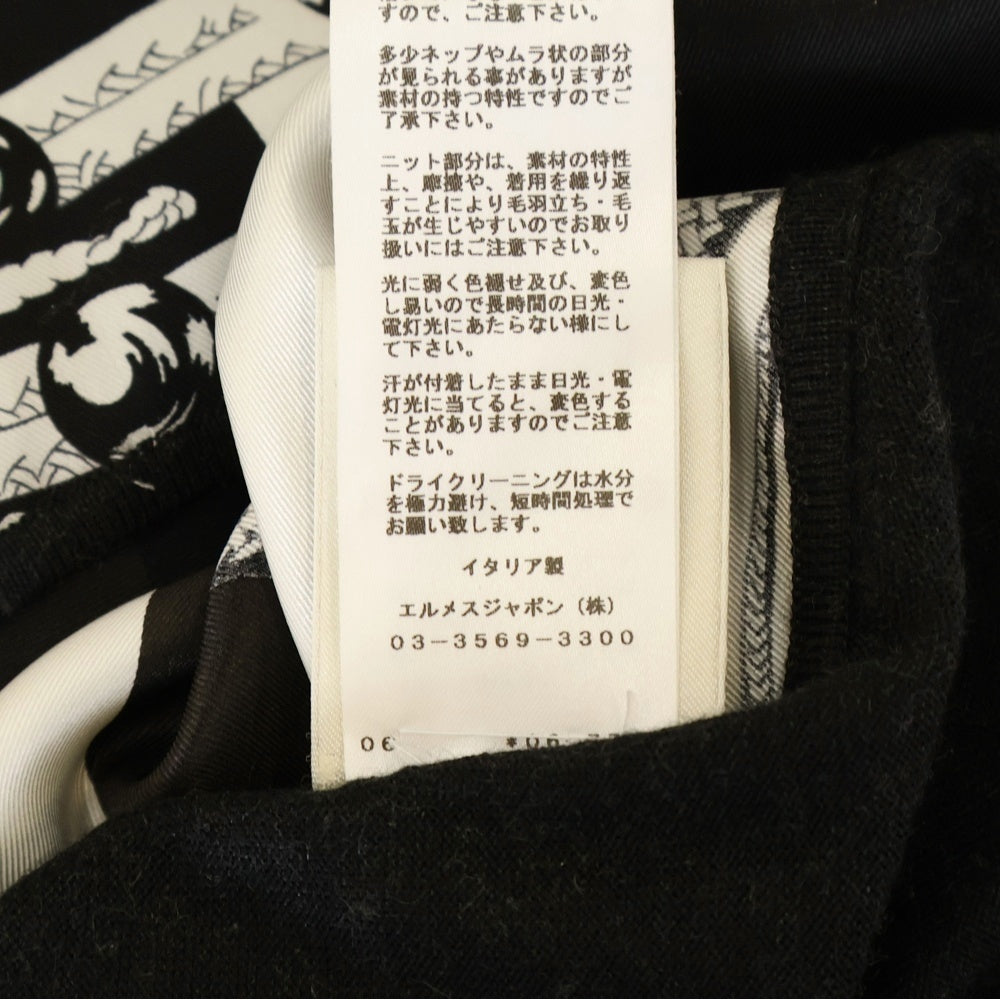 すので、ご注意下さい。
多少ネップやムラ状の部分
が見られる事がありますが
素材の持つ特性ですのでご
了承下さい。
ニット部分は、素材の特性
上、摩擦や、着用を繰り返
すことにより毛羽立ち・毛
玉が生じやすいのでお取り
扱いにはご注意下さい。
光に弱く色褪せ及び、変色
し易いので長時間の日光・
電灯光にあたらない様にし
て下さい。
汗が付着したまま日光・電
灯光に当てると、変色する
ことがありますのでご注意
下さい。
ドライクリーニングは水分
を極力避け、短時間処理で
お願い致します。
イタリア製
エルメスジャポン（株）
03-3569-3300